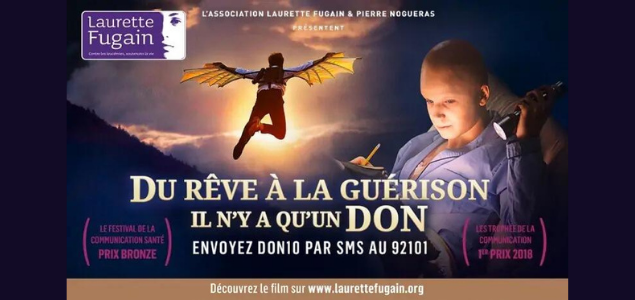 Laurette
Fugain
L'ASSOCIATION LAURETTE FUGAIN & PIERRE NOGUERAS
PRÉSENTENT
DU RÊVE À LA GUÉRISON
IL N'Y A QU'UN DON
ENVOYEZ DON10 PAR SMS AU 92101
LE FESTIVAL DE LA
COMMUNICATION SANTÉ
PRIX BRONZE
LES TROPHÉE DE LA
COMMUNICATION
1ER PRIX 2018
Découvrez le film sur www.laurettefugain.org